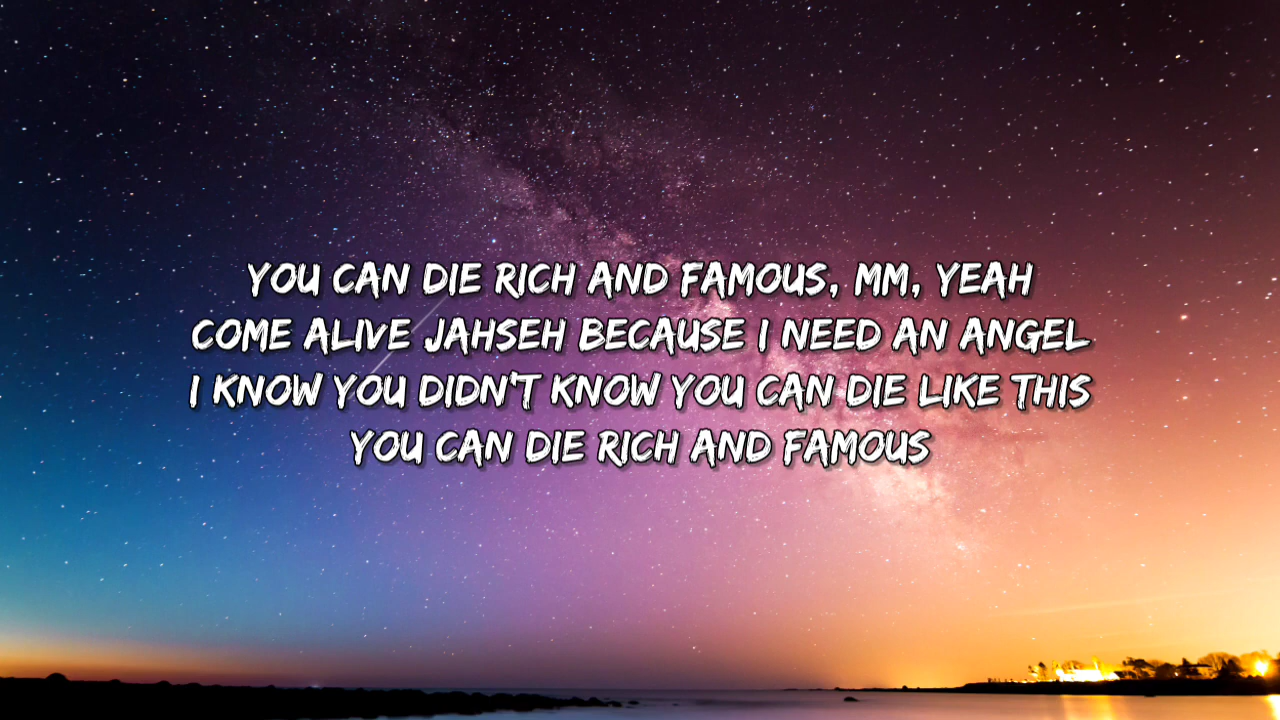 YOU CAN DIE RICH AND FAMOUS, MM, YEAH
COME ALIVE JAHSEH BECAUSE I NEED AN ANGEL
I KNOW YOU DIDN'T KNOW YOU CAN DIE LIKE THIS
YOU CAN DIE RICH AND FAMOUS